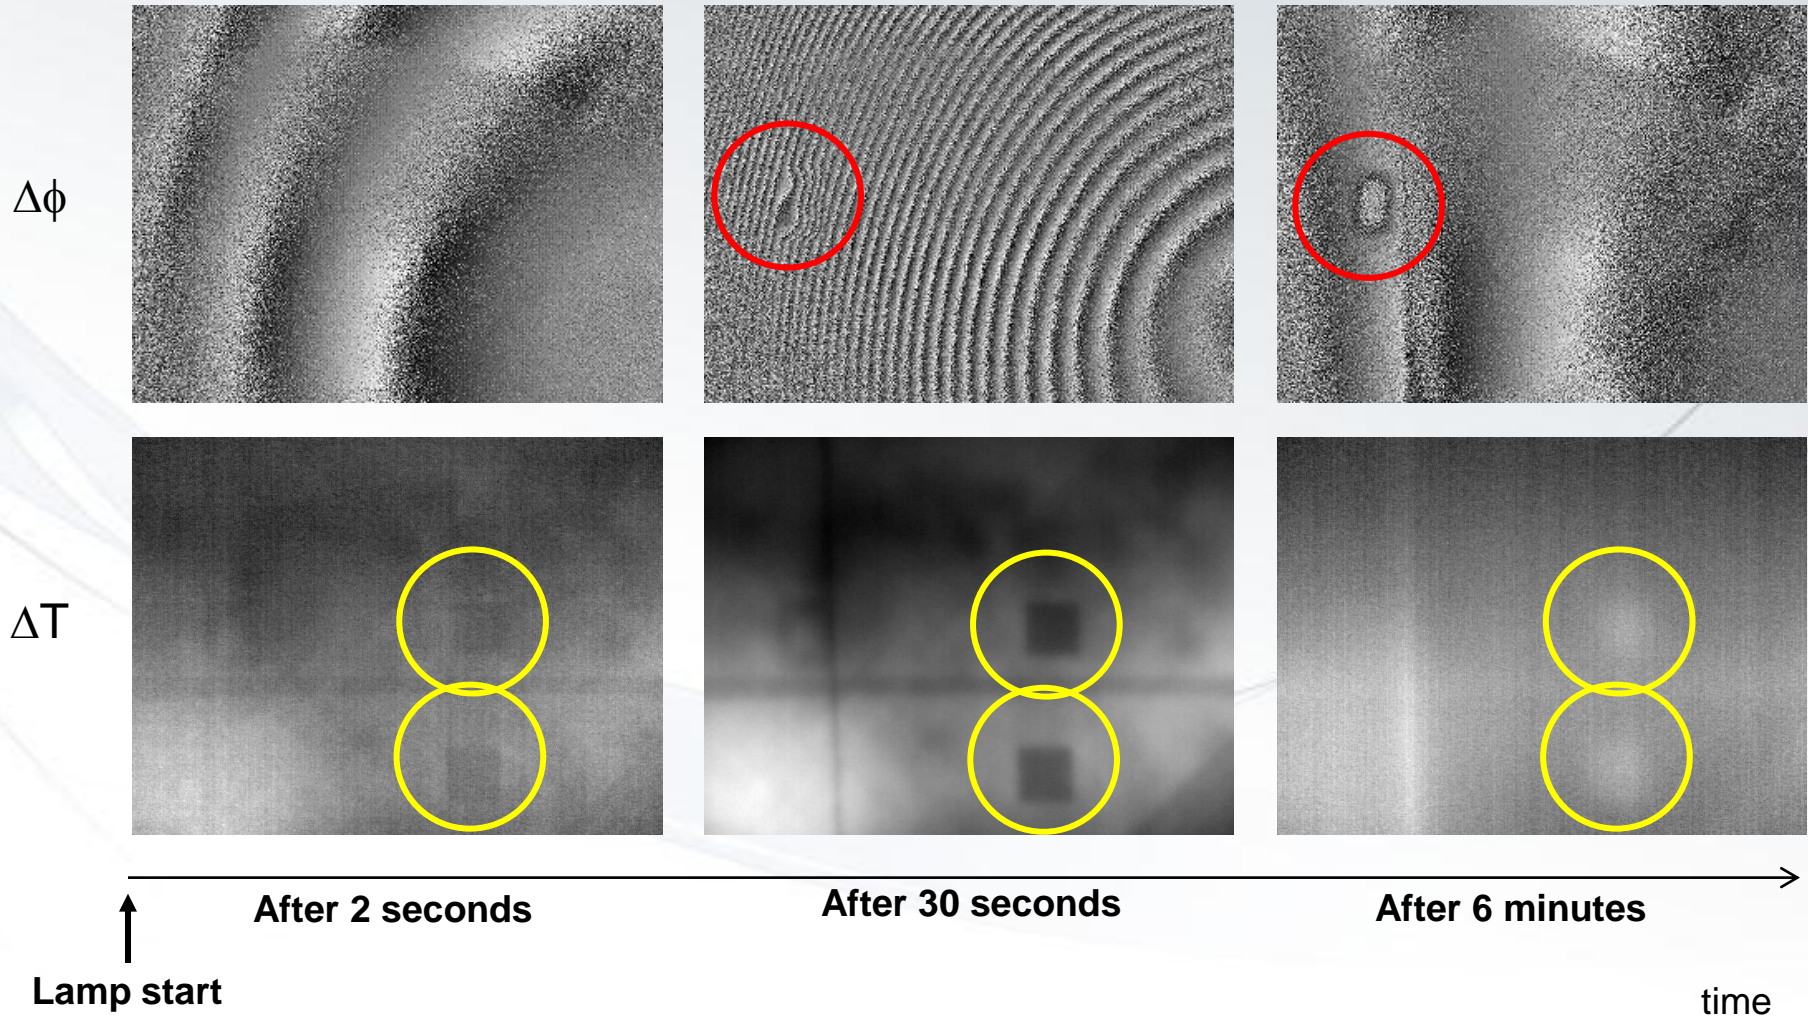 Δϕ
ΔT
After 2 seconds
After 30 seconds
After 6 minutes
Lamp start
time